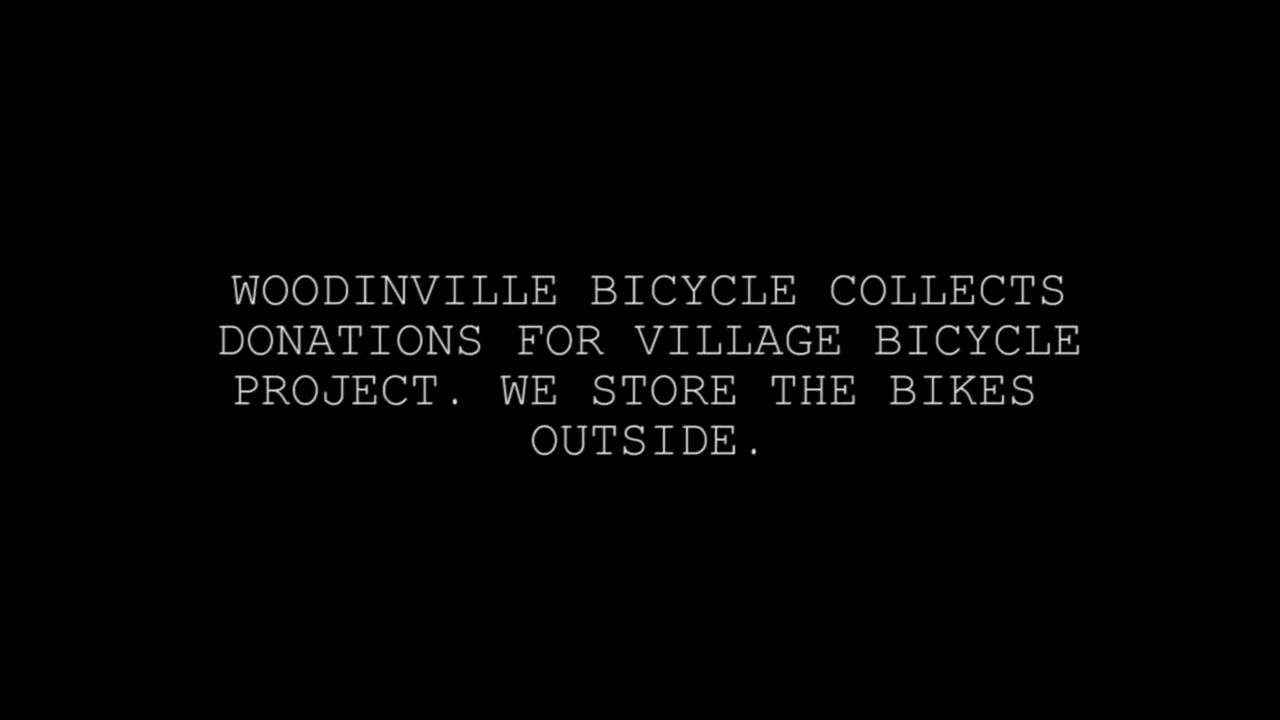 WOODINVILLE BICYCLE COLLECTS
DONATIONS FOR VILLAGE BICYCLE
PROJECT. WE STORE THE BIKES
OUTSIDE.